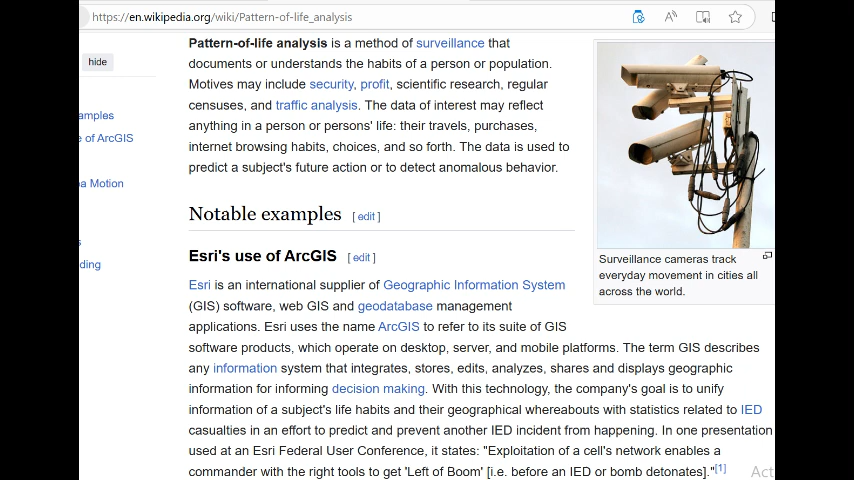 https://en.wikipedia.org/wiki/Pattern-of-life_analysis
hide
amples
e of ArcGIS
a Motion
s
ding
Pattern-of-life analysis is a method of surveillance that
documents or understands the habits of a person or population.
Motives may include security, profit, scientific research, regular
censuses, and traffic analysis. The data of interest may reflect
anything in a person or persons' life: their travels, purchases,
internet browsing habits, choices, and so forth. The data is used to
predict a subject's future action or to detect anomalous behavior.
Surveillance cameras track
everyday movement in cities all
across the world.
Notable examples [ edit ]
Esri's use of ArcGIS [ edit ]
Esri is an international supplier of Geographic Information System
(GIS) software, web GIS and geodatabase management
applications. Esri uses the name ArcGIS to refer to its suite of GIS
software products, which operate on desktop, server, and mobile platforms. The term GIS describes
any information system that integrates, stores, edits, analyzes, shares and displays geographic
information for informing decision making. With this technology, the company's goal is to unify
information of a subject's life habits and their geographical whereabouts with statistics related to IED
casualties in an effort to predict and prevent another IED incident from happening. In one presentation
used at an Esri Federal User Conference, it states: "Exploitation of a cell's network enables a
commander with the right tools to get 'Left of Boom' [i.e. before an IED or bomb detonates]."[1]
Act